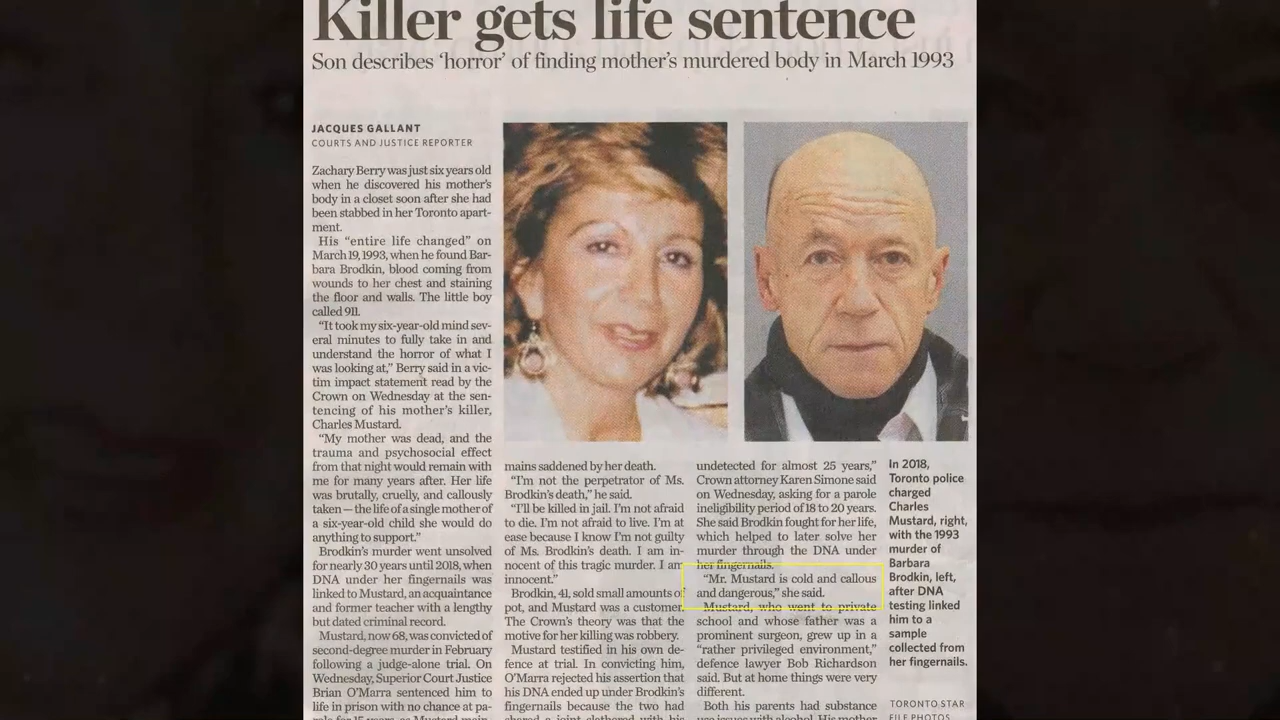 Killer gets life sentence
Son describes ‘horror’ of finding mother’s murdered body in March 1993
JACQUES GALLANT
COURTS AND JUSTICE REPORTER
Zachary Berry was just six years old
when he discovered his mother’s
body in a closet soon after she had
been stabbed in her Toronto apart-
ment.
His “entire life changed” on
March 19, 1993, when he found Bar-
bara Brodkin, blood coming from
wounds to her chest and staining
the floor and walls. The little boy
called 911.
“It took my six-year-old mind sev-
eral minutes to fully take in and
understand the horror of what I
was looking at,” Berry said in a vic-
tim impact statement read by the
Crown on Wednesday at the sen-
tencing of his mother’s killer,
Charles Mustard.
“My mother was dead, and the
trauma and psychosocial effect
from that night would remain with
me for many years after. Her life
was brutally, cruelly, and callously
taken — the life of a single mother of
a six-year-old child she would do
anything to support.”
Brodkin’s murder went unsolved
for nearly 30 years until 2018, when
DNA under her fingernails was
linked to Mustard, an acquaintance
and former teacher with a lengthy
but dated criminal record.
Mustard, now 68, was convicted of
second-degree murder in February
following a judge-alone trial. On
Wednesday, Superior Court Justice
Brian O’Marra sentenced him to
life in prison with no chance at pa-
role for 15 years, as Mustard main-
mains saddened by her death.
“I’m not the perpetrator of Ms.
Brodkin’s death,” he said.
“I’ll be killed in jail. I’m not afraid
to die. I’m not afraid to live. I’m at
ease because I know I’m not guilty
of Ms. Brodkin’s death. I am in-
nocent of this tragic murder. I am
innocent.”
Brodkin, 41, sold small amounts of
pot, and Mustard was a customer.
The Crown’s theory was that the
motive for her killing was robbery.
Mustard testified in his own de-
fence at trial. In convicting him,
O’Marra rejected his assertion that
his DNA ended up under Brodkin’s
fingernails because the two had
shared a joint
undetected for almost 25 years,”
Crown attorney Karen Simone said
on Wednesday, asking for a parole
ineligibility period of 18 to 20 years.
She said Brodkin fought for her life,
which helped to later solve her
murder through the DNA under
her fingernails.
“Mr. Mustard is cold and callous
and dangerous,” she said.
Mustard, who went to private
school and whose father was a
prominent surgeon, grew up in a
“rather privileged environment,”
defence lawyer Bob Richardson
said. But at home things were very
different.
Both his parents had substance
use issues with alcohol. His mother
In 2018,
Toronto police
charged
Charles
Mustard, right,
with the 1993
murder of
Barbara
Brodkin, left,
after DNA
testing linked
him to a
sample
collected from
her fingernails.
TORONTO STAR
FILE PHOTOS